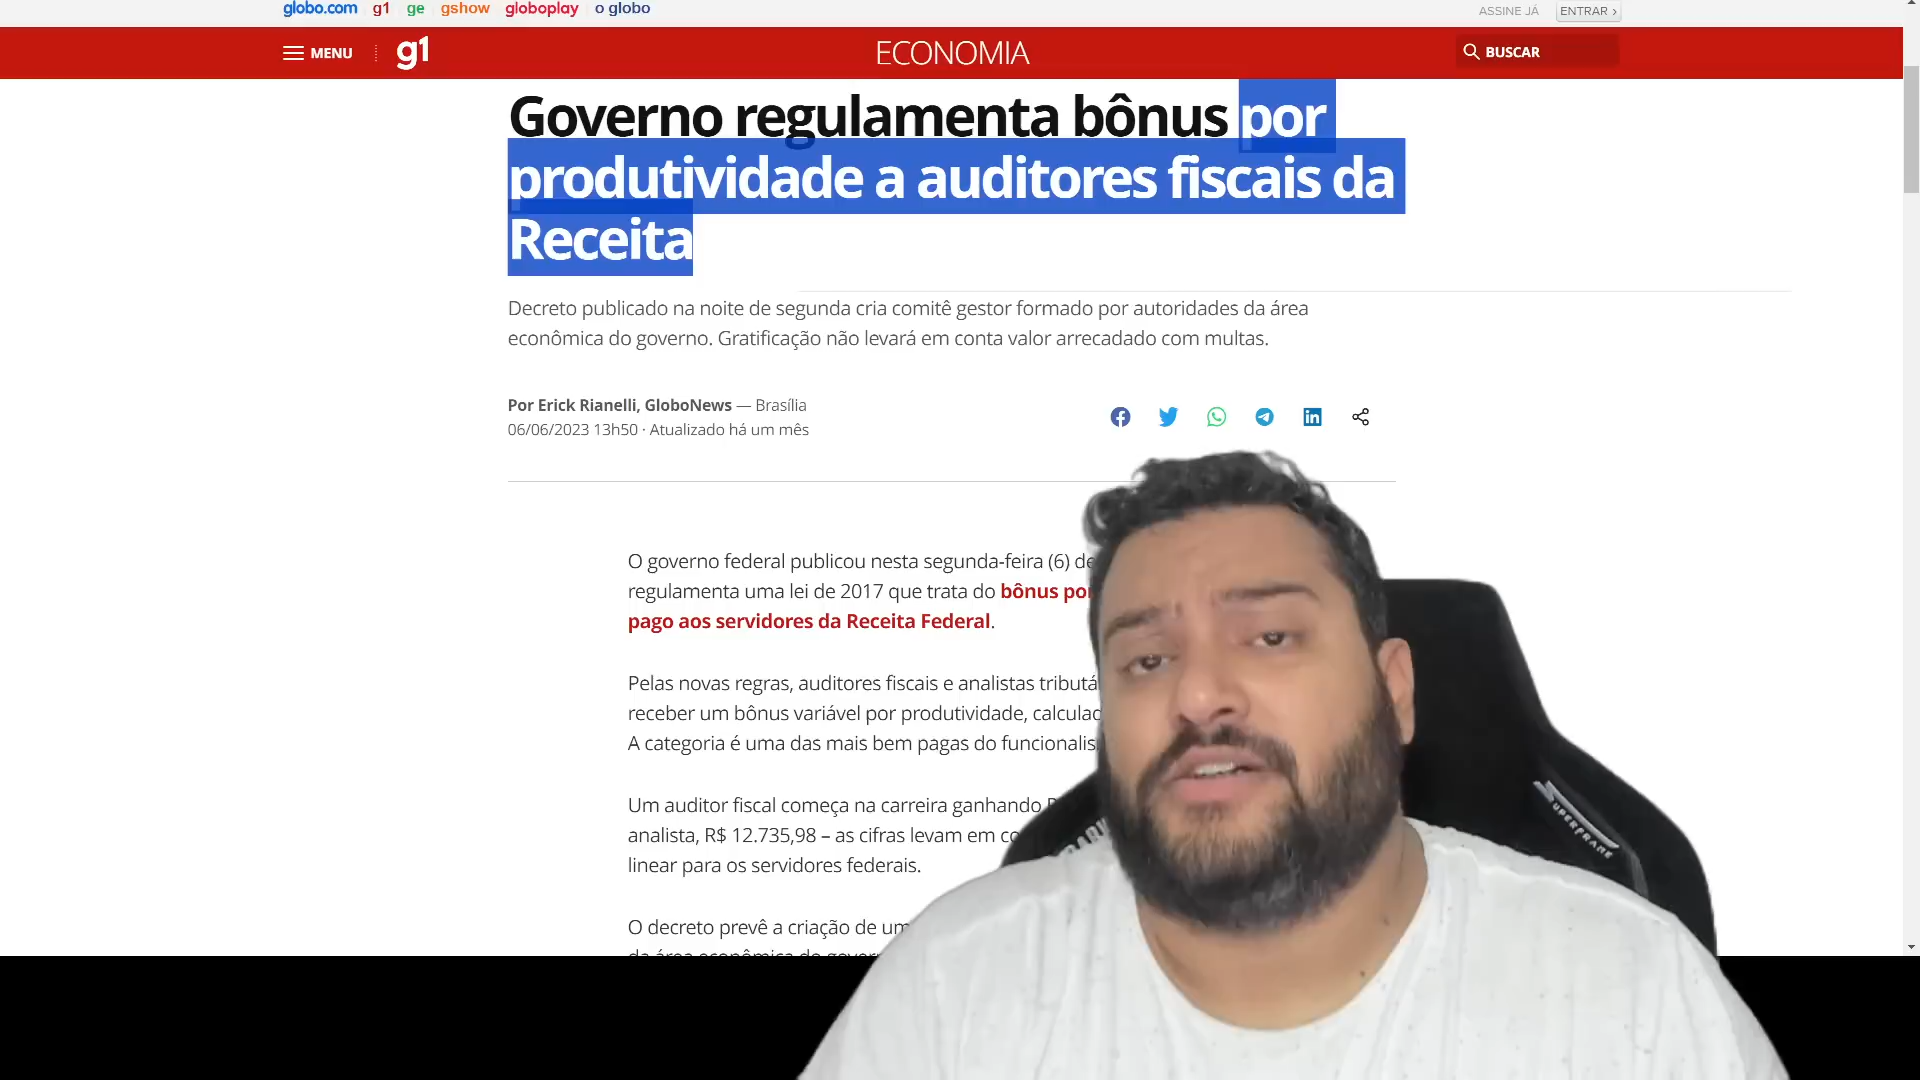 globo.com g1 ge gshow globoplay o globo ASSINE JÁ ENTRAR ›
MENU g1 ECONOMIA BUSCAR
Governo regulamenta bônus por
produtividade a auditores fiscais da
Receita
Decreto publicado na noite de segunda cria comitê gestor formado por autoridades da área
econômica do governo. Gratificação não levará em conta valor arrecadado com multas.
Por Erick Rianelli, GloboNews — Brasília
06/06/2023 13h50 · Atualizado há um mês
O governo federal publicou nesta segunda-feira (6) de
regulamenta uma lei de 2017 que trata do bônus por
pago aos servidores da Receita Federal.
Pelas novas regras, auditores fiscais e analistas tributá
receber um bônus variável por produtividade, calculad
A categoria é uma das mais bem pagas do funcionalis
Um auditor fiscal começa na carreira ganhando
analista, R$ 12.735,98 – as cifras levam em co
linear para os servidores federais.
O decreto prevê a criação de um
da área econômica do govern
SUPERFRAME